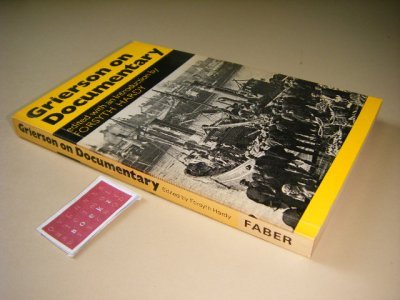 Grierson on
Documentary
edited with an introduction by
FORSYTH HARDY
Grierson on Documentary
Edited by Forsyth Hardy
FABER